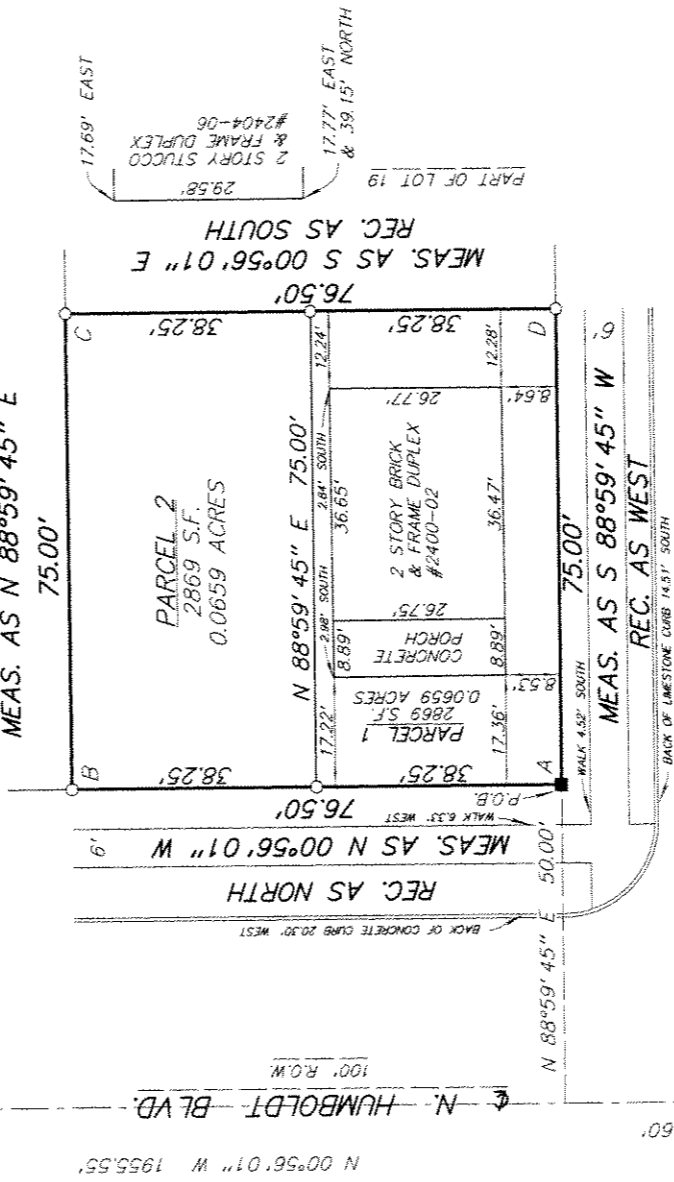 MEAS. AS N 88°59'45" E
75.00'
B
C
38.25'
38.25'
PARCEL 2
2869 S.F.
0.0659 ACRES
17.69' EAST
29.58'
2 STORY STUCCO
& FRAME DUPLEX
#2404-06
17.77' EAST
& 39.15' NORTH
PART OF LOT 19
MEAS. AS S 00°56'01" E
REC. AS SOUTH
76.50'
N 88°59'45" E 75.00'
2.98' SOUTH
2.84' SOUTH
17.22'
8.89'
36.65'
12.24'
PARCEL 1
2869 S.F.
0.0659 ACRES
CONCRETE
PORCH
26.75'
2 STORY BRICK
& FRAME DUPLEX
#2400-02
26.77'
38.25'
38.25'
17.36'
8.89'
36.47'
12.28'
8.53'
8.64'
A
D
P.O.B.
75.00'
76.50'
WALK 6.33' WEST
MEAS. AS N 00°56'01" W
6'
REC. AS NORTH
BACK OF CONCRETE CURB 20.30' WEST
WALK 4.52' SOUTH
6'
MEAS. AS S 88°59'45" W
REC. AS WEST
BACK OF LIMESTONE CURB 14.51' SOUTH
N 88°59'45" E 50.00'
100' R.O.W.
℄ N. HUMBOLDT BLVD.
N 00°56'01" W 1955.55'
60'